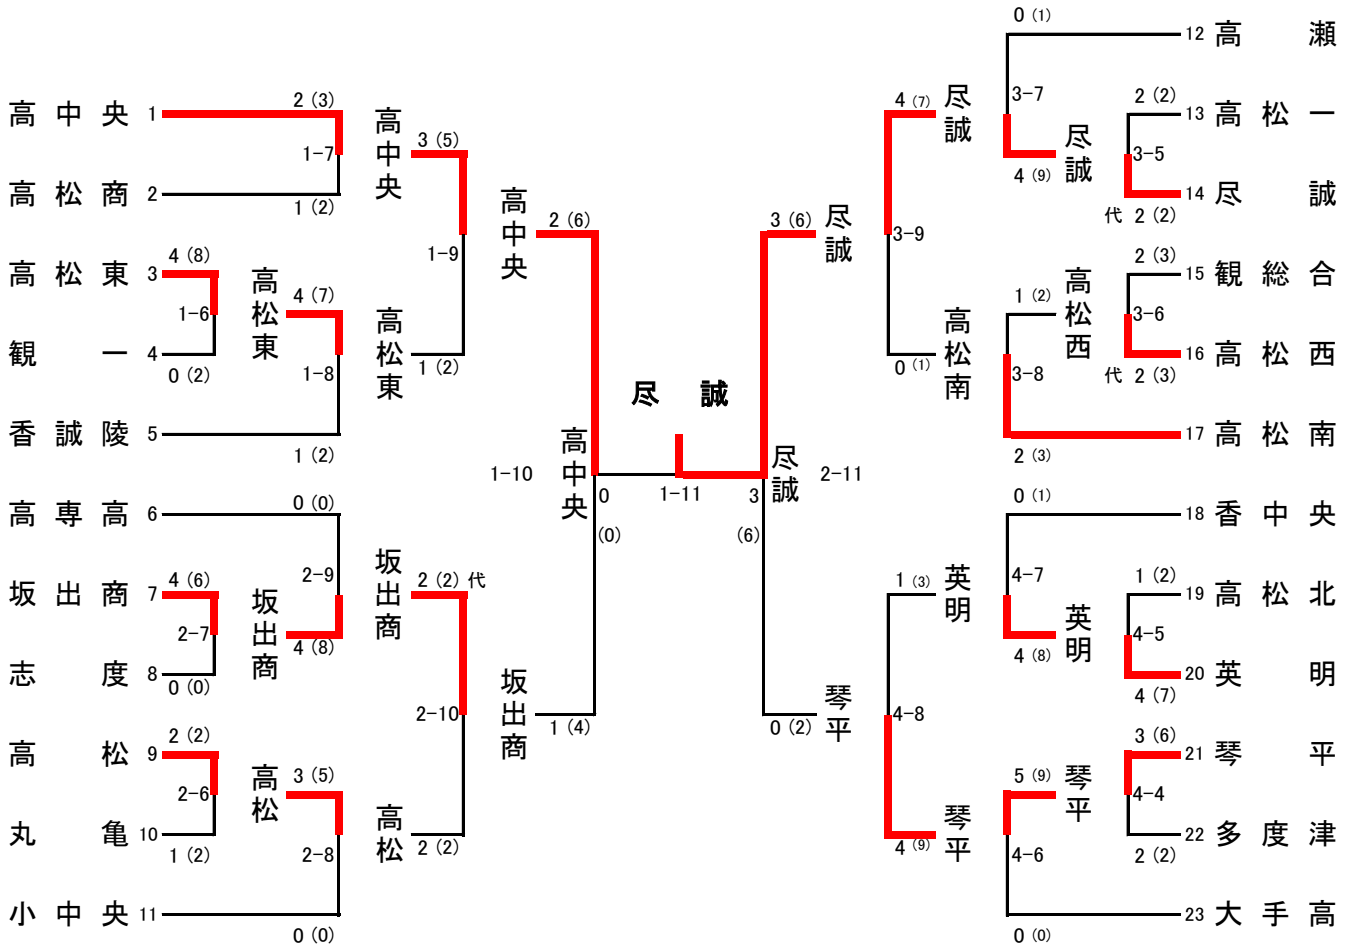 0 (1)
12 高瀬
2 (3)
高中央 1
1-7
高松商 2
1 (2)
高中央
3 (5)
4 (8)
高松東 3
1-6
観一 4
0 (2)
高松東
4 (7)
1-8
香誠陵 5
1 (2)
1-9
高松東
1 (2)
高中央
2 (6)
高専高 6
0 (0)
2-9
4 (6)
坂出商 7
2-7
志度 8
0 (0)
坂出商
4 (8)
坂出商
2 (2) 代
2 (2)
高松 9
2-6
丸亀 10
1 (2)
高松
3 (5)
2-8
小中央 11
0 (0)
2-10
高松
2 (2)
坂出商
1 (4)
1-10
高中央
0
(0)
尽誠
1-11
3
(6)
尽誠
2-11
3 (6)
尽誠
4 (7)
尽誠
3-7
尽誠
4 (9)
2 (2)
13 高松一
3-5
14 尽誠
代 2 (2)
3-9
2 (3)
15 観総合
3-6
16 高松西
代 2 (3)
高松西
1 (2)
3-8
17 高松南
2 (3)
高松南
0 (1)
0 (1)
18 香中央
4-7
1 (2)
19 高松北
4-5
20 英明
4 (7)
英明
4 (8)
英明
1 (3)
4-8
琴平
0 (2)
3 (6)
21 琴平
4-4
22 多度津
2 (2)
琴平
5 (9)
4-6
23 大手高
0 (0)
琴平
4 (9)